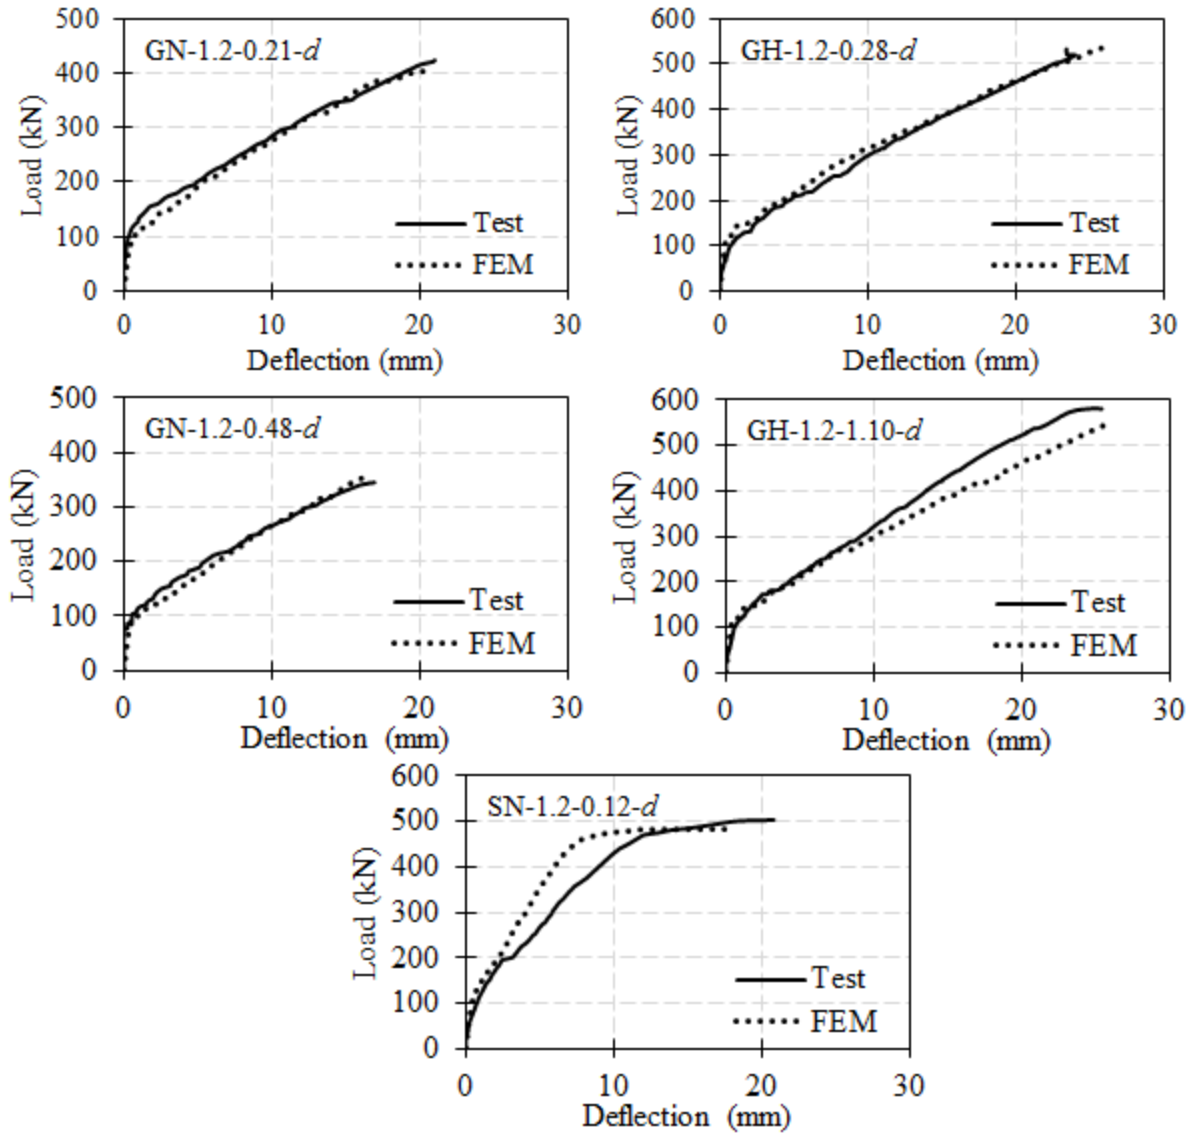 GN-1.2-0.21-d
500
400
300
200
100
0
Load (kN)
Test
FEM
0 10 20 30
Deflection (mm)
GH-1.2-0.28-d
600
500
400
300
200
100
0
Load (kN)
Test
FEM
0 10 20 30
Deflection (mm)
GN-1.2-0.48-d
500
400
300
200
100
0
Load (kN)
Test
FEM
0 10 20 30
Deflection (mm)
GH-1.2-1.10-d
600
500
400
300
200
100
0
Load (kN)
Test
FEM
0 10 20 30
Deflection (mm)
SN-1.2-0.12-d
600
500
400
300
200
100
0
Load (kN)
Test
FEM
0 10 20 30
Deflection (mm)